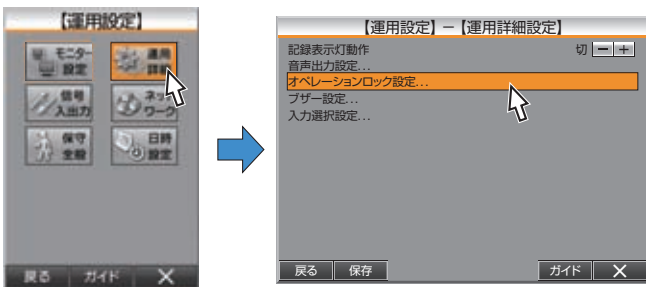 【運用設定】
モニター
設定
運用
詳細
信号
入出力
ネット
ワーク
保守
全般
日時
設定
戻る ガイド ✕
【運用設定】－【運用詳細設定】
記録表示灯動作 切 － ＋
音声出力設定...
オペレーションロック設定...
ブザー設定...
入力選択設定...
戻る 保存 ガイド ✕